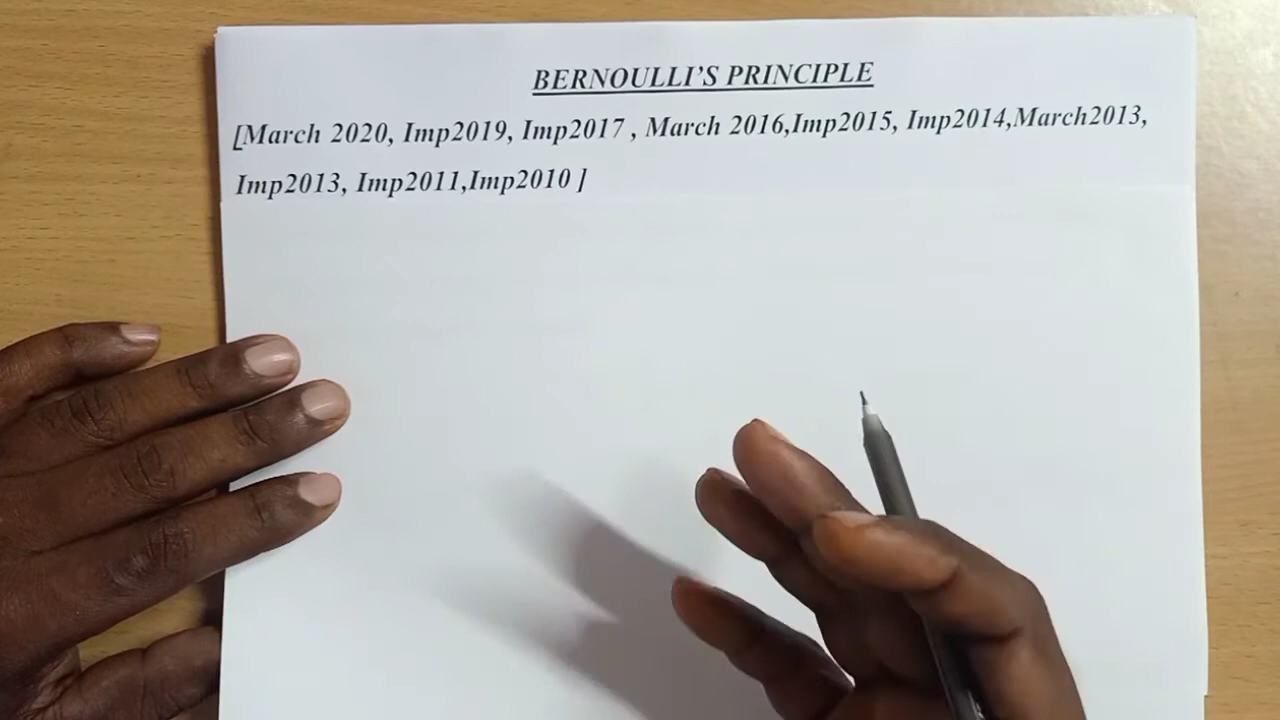 BERNOULLI'S PRINCIPLE
[March 2020, Imp2019, Imp2017 , March 2016,Imp2015, Imp2014,March2013,
Imp2013, Imp2011,Imp2010 ]